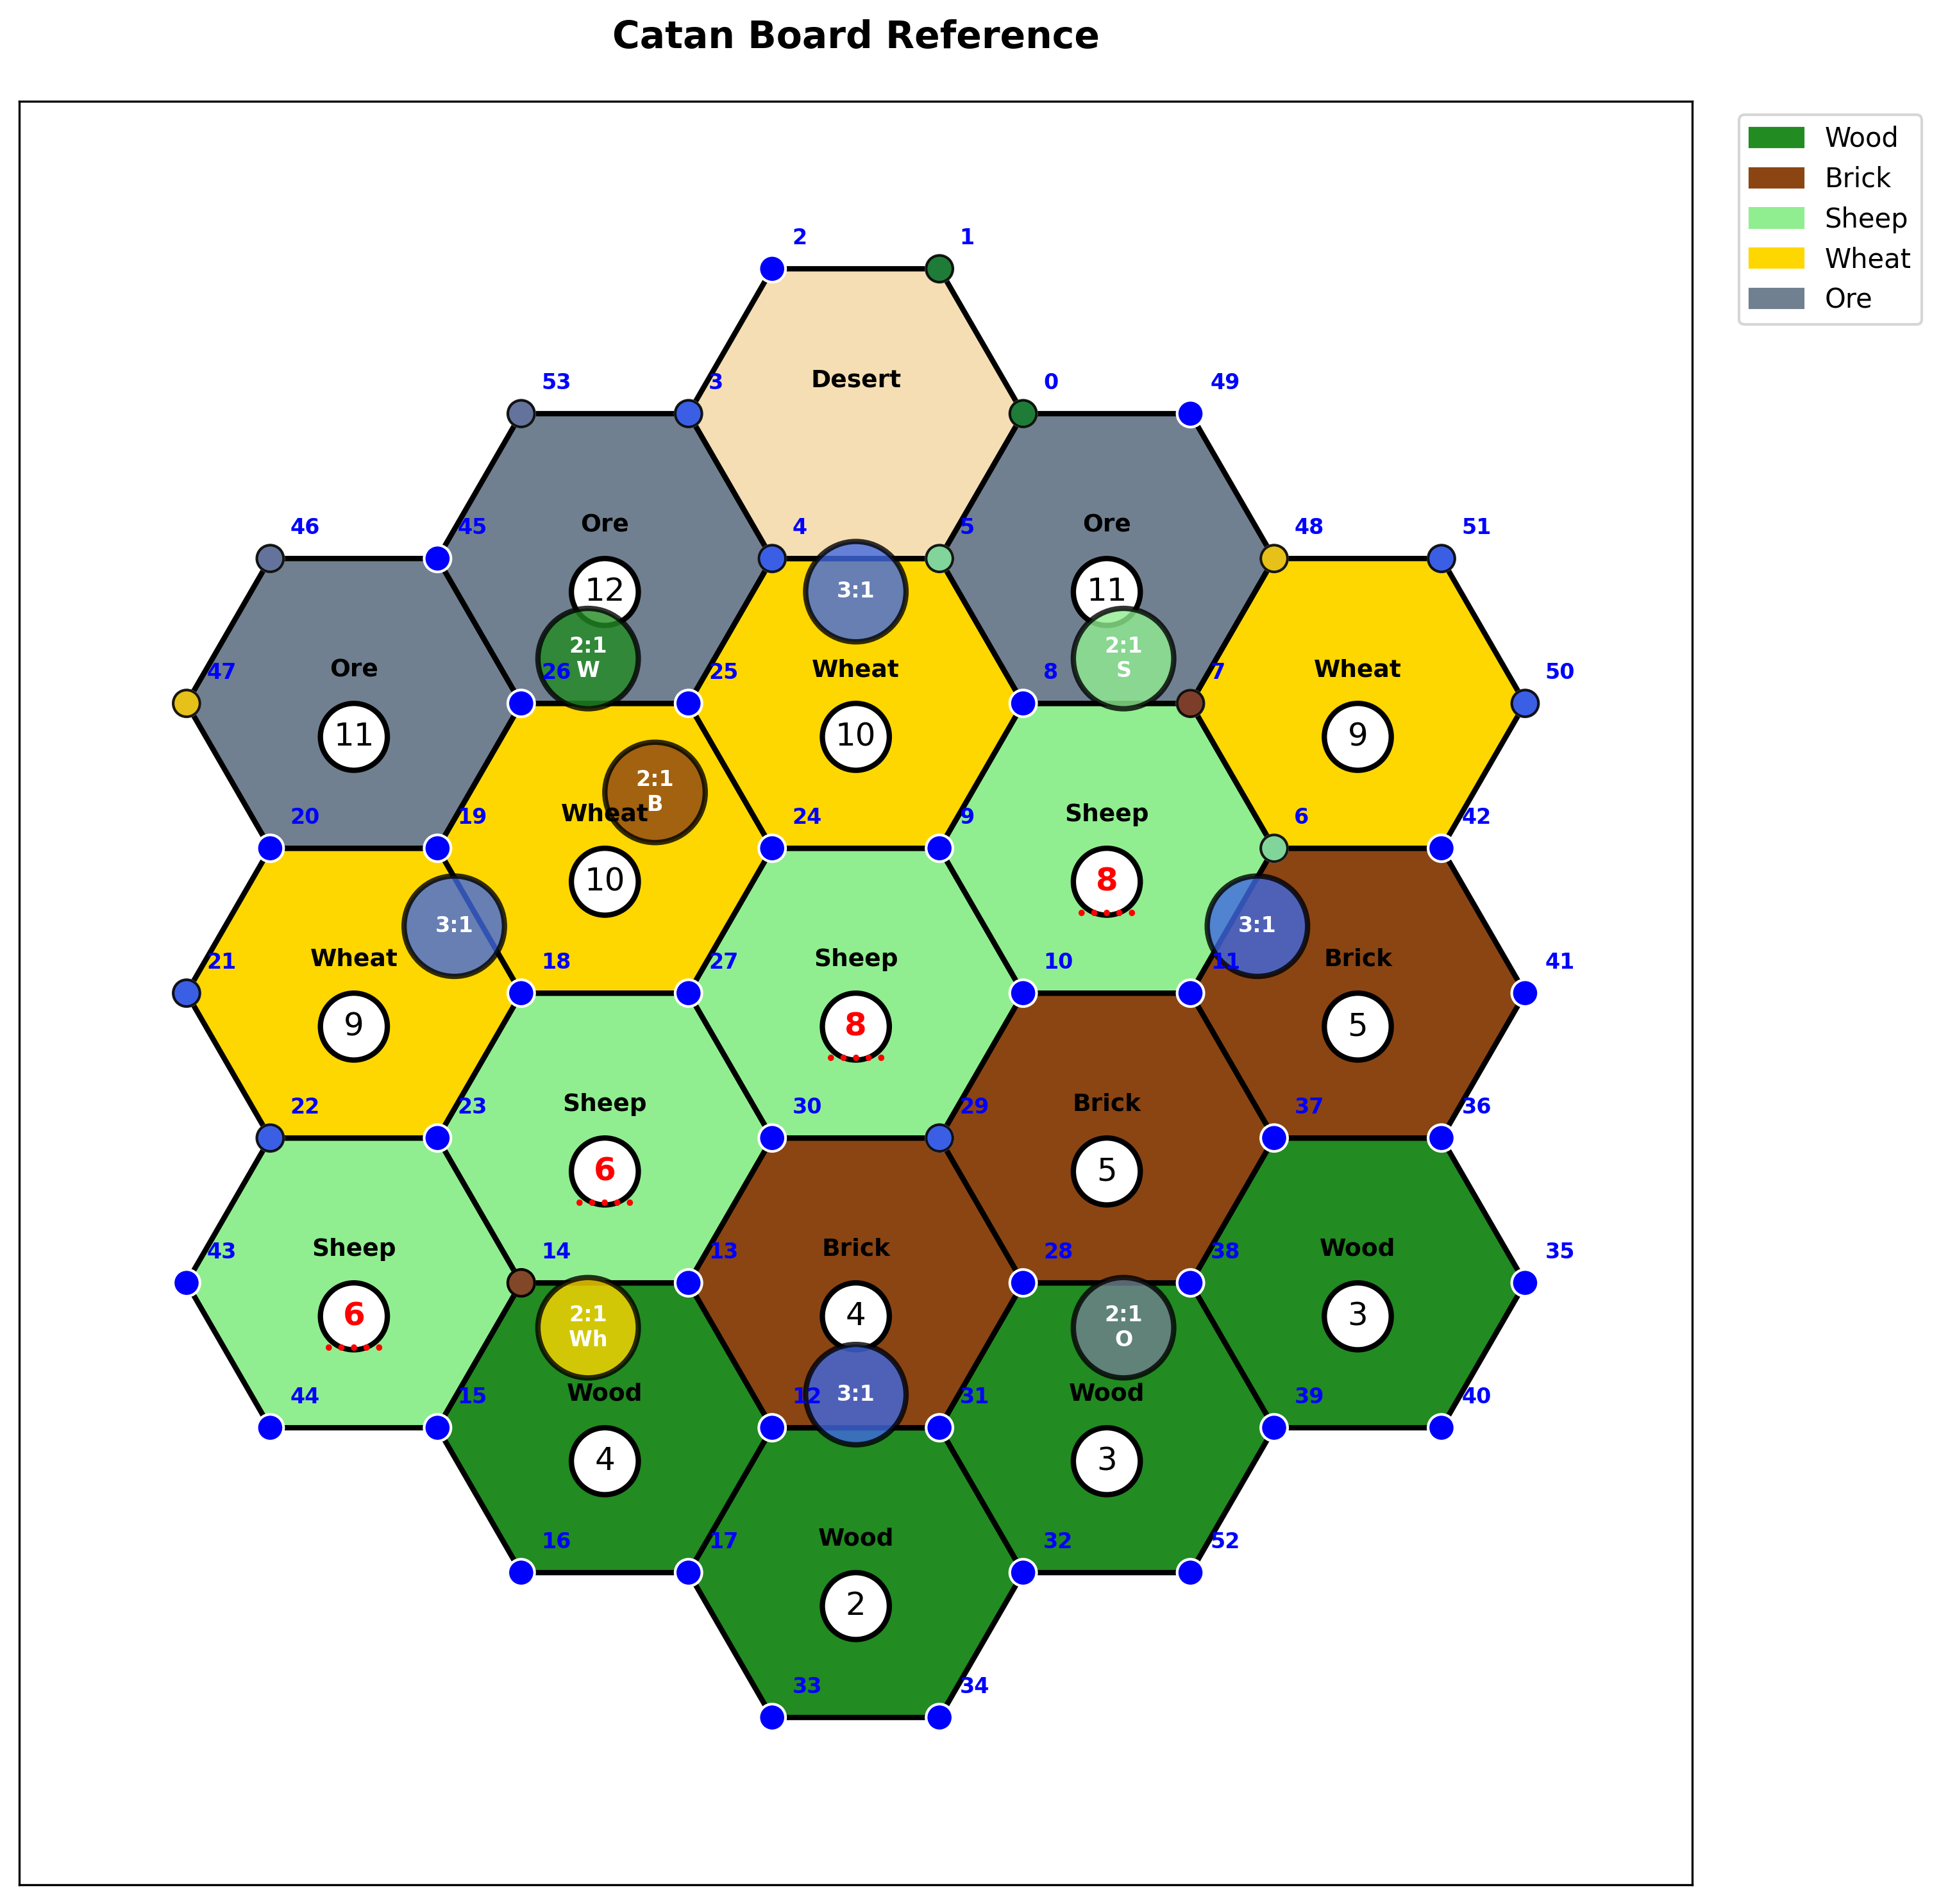 Catan Board Reference
Wood
Brick
Sheep
Wheat
Ore
2
1
Desert
53
3
0
49
46
45
Ore
12
4
5
Ore
11
48
51
3:1
2:1
W
2:1
S
47
Ore
11
26
25
Wheat
10
8
7
Wheat
9
50
2:1
B
20
19
Wheat
10
24
9
Sheep
8
6
42
3:1
3:1
21
Wheat
9
18
27
Sheep
8
10
11
Brick
5
41
22
23
Sheep
6
30
29
Brick
5
37
36
43
Sheep
6
14
13
Brick
4
28
38
Wood
3
35
2:1
Wh
2:1
O
44
15
Wood
4
12
3:1
31
Wood
3
39
40
16
17
Wood
2
32
52
33
34